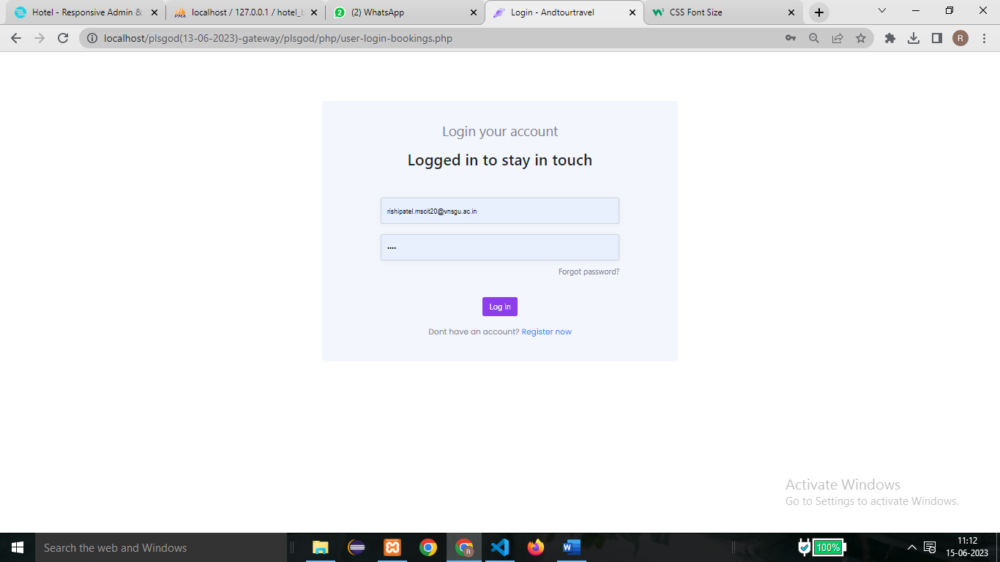 Hotel - Responsive Admin &
PMA
localhost / 127.0.0.1 / hotel_b
2
(2) WhatsApp
Login - Andtourtravel
CSS Font Size
localhost/plsgod(13-06-2023)-gateway/plsgod/php/user-login-bookings.php
R
Login your account
Logged in to stay in touch
rishipatel.mscit20@vnsgu.ac.in
••••
Forgot password?
Log in
Dont have an account? Register now
Activate Windows
Go to Settings to activate Windows.
Search the web and Windows
R
100%
11:12
15-06-2023